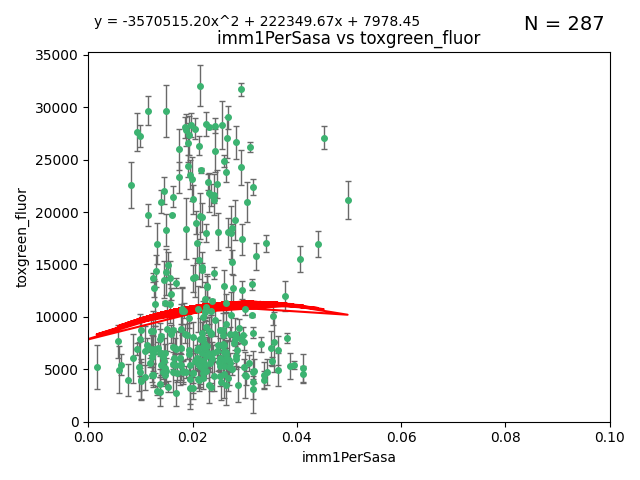 y = -3570515.20x^2 + 222349.67x + 7978.45
N = 287
imm1PerSasa vs toxgreen_fluor
35000
30000
25000
20000
15000
10000
5000
0
toxgreen_fluor
0.00 0.02 0.04 0.06 0.08 0.10
imm1PerSasa